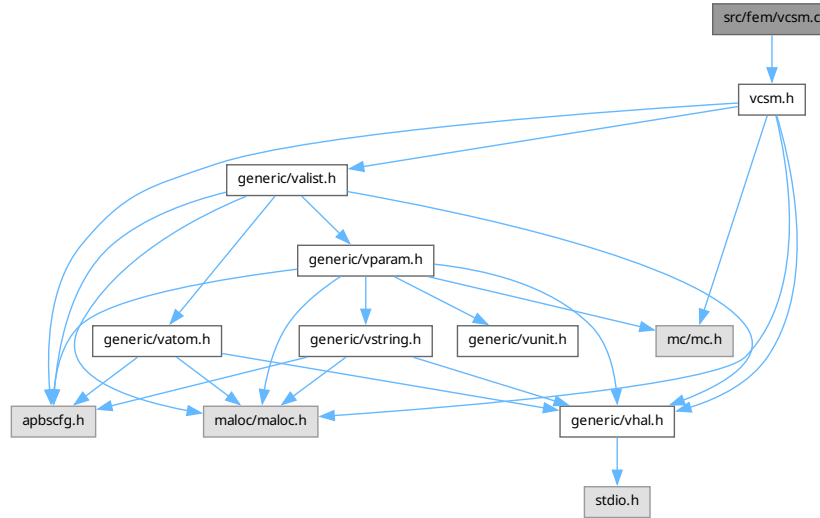 src/fem/vcsm.c
vcsm.h
generic/valist.h
generic/vparam.h
generic/vatom.h
generic/vstring.h
generic/vunit.h
mc/mc.h
apbscfg.h
maloc/maloc.h
generic/vhal.h
stdio.h